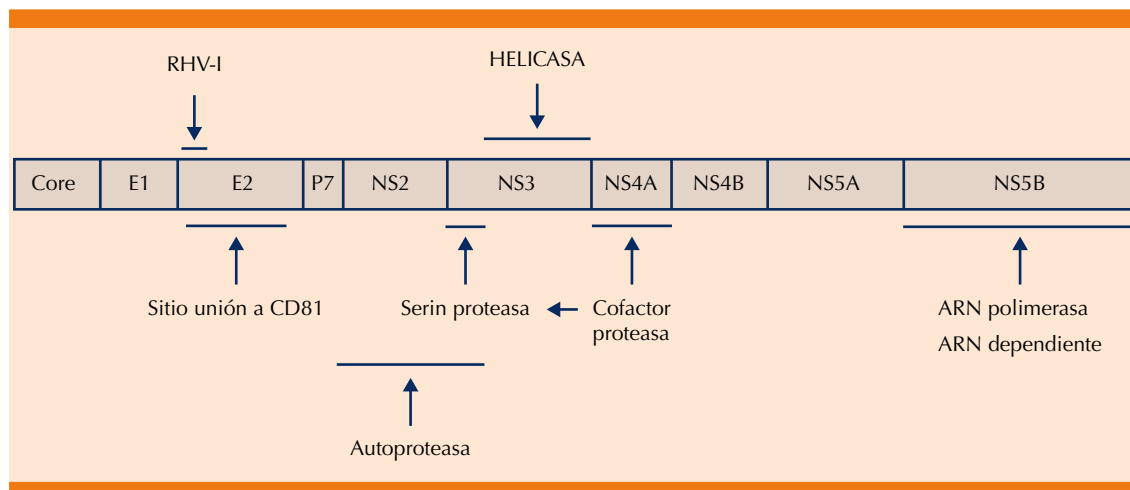 RHV-I
HELICASA
Core E1 E2 P7 NS2 NS3 NS4A NS4B NS5A NS5B
Sitio unión a CD81
Serin proteasa
Cofactor
proteasa
ARN polimerasa
ARN dependiente
Autoproteasa